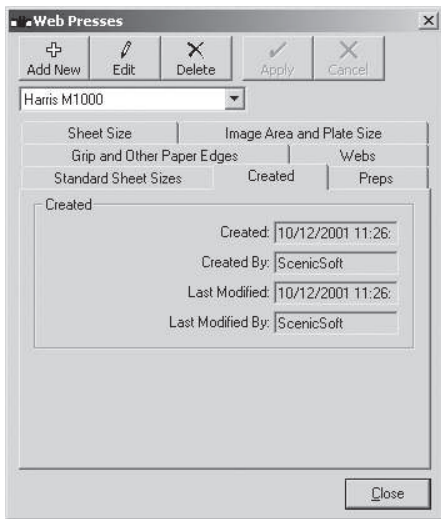 Web Presses
Add New Edit Delete Apply Cancel
Harris M1000
Sheet Size Image Area and Plate Size
Grip and Other Paper Edges Webs
Standard Sheet Sizes Created Preps
Created
Created: 10/12/2001 11:26:
Created By: ScenicSoft
Last Modified: 10/12/2001 11:26:
Last Modified By: ScenicSoft
Close